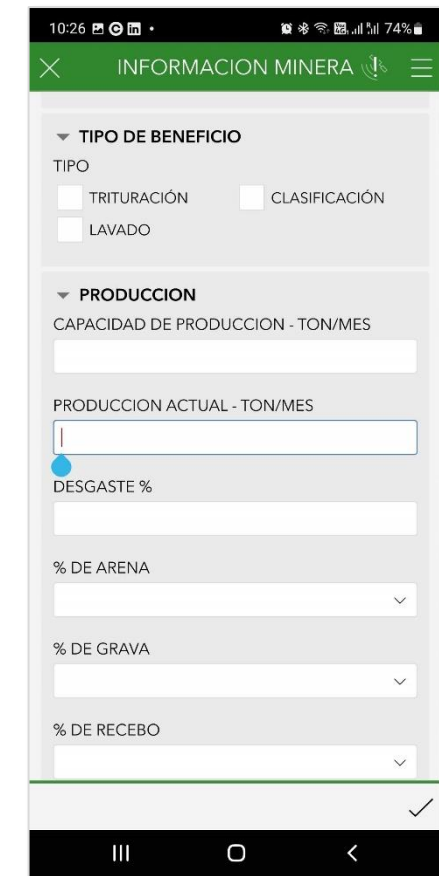 10:26 74%
INFORMACION MINERA
TIPO DE BENEFICIO
TIPO
TRITURACIÓN CLASIFICACIÓN
LAVADO
PRODUCCION
CAPACIDAD DE PRODUCCION - TON/MES
PRODUCCION ACTUAL - TON/MES
DESGASTE %
% DE ARENA
% DE GRAVA
% DE RECEBO